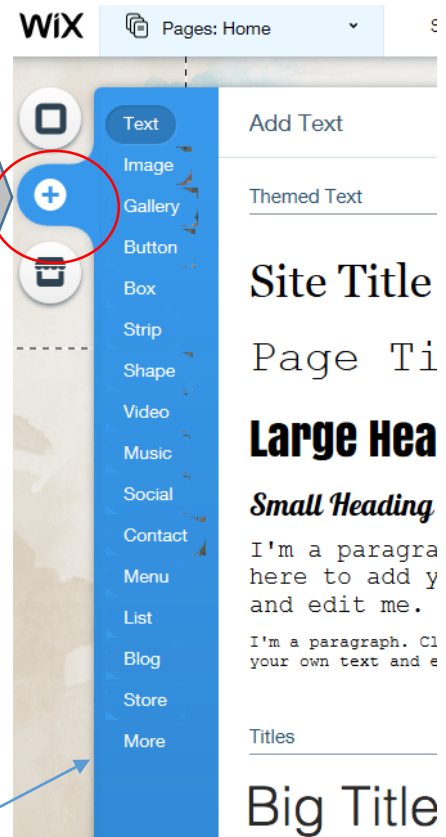 WiX
Pages: Home
S
Text
Image
Gallery
Button
Box
Strip
Shape
Video
Music
Social
Contact
Menu
List
Blog
Store
More
Add Text
Themed Text
Site Title
Page Ti
Large Hea
Small Heading
I'm a paragra
here to add y
and edit me.
I'm a paragraph. Cl
your own text and e
Titles
Big Title